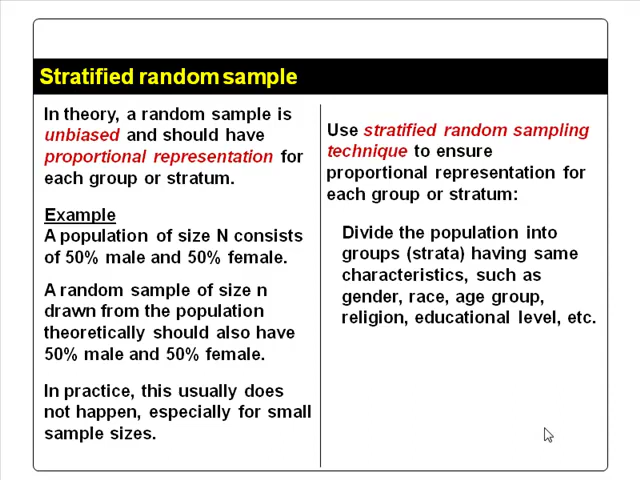 Stratified random sample
In theory, a random sample is
unbiased and should have
proportional representation for
each group or stratum.
Example
A population of size N consists
of 50% male and 50% female.
A random sample of size n
drawn from the population
theoretically should also have
50% male and 50% female.
In practice, this usually does
not happen, especially for small
sample sizes.
Use stratified random sampling
technique to ensure
proportional representation for
each group or stratum:
Divide the population into
groups (strata) having same
characteristics, such as
gender, race, age group,
religion, educational level, etc.